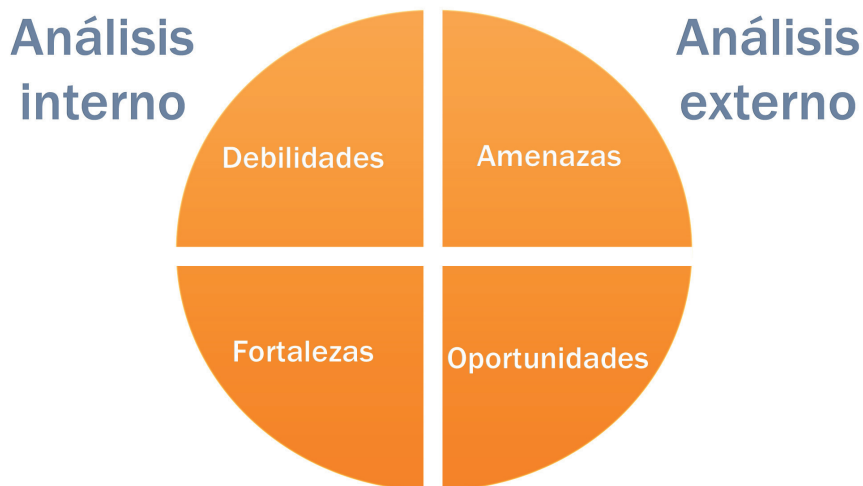 Análisis
interno
Análisis
externo
Debilidades
Amenazas
Fortalezas
Oportunidades